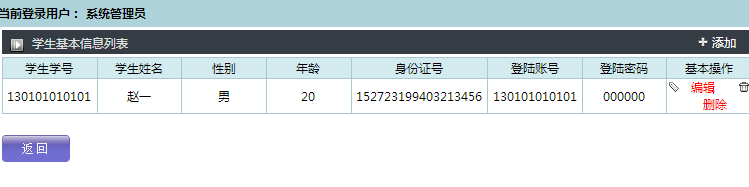 当前登录用户： 系统管理员
学生基本信息列表 添加
学生学号 学生姓名 性别 年龄 身份证号 登陆账号 登陆密码 基本操作
130101010101 赵一 男 20 152723199403213456 130101010101 000000 编辑
删除
返回